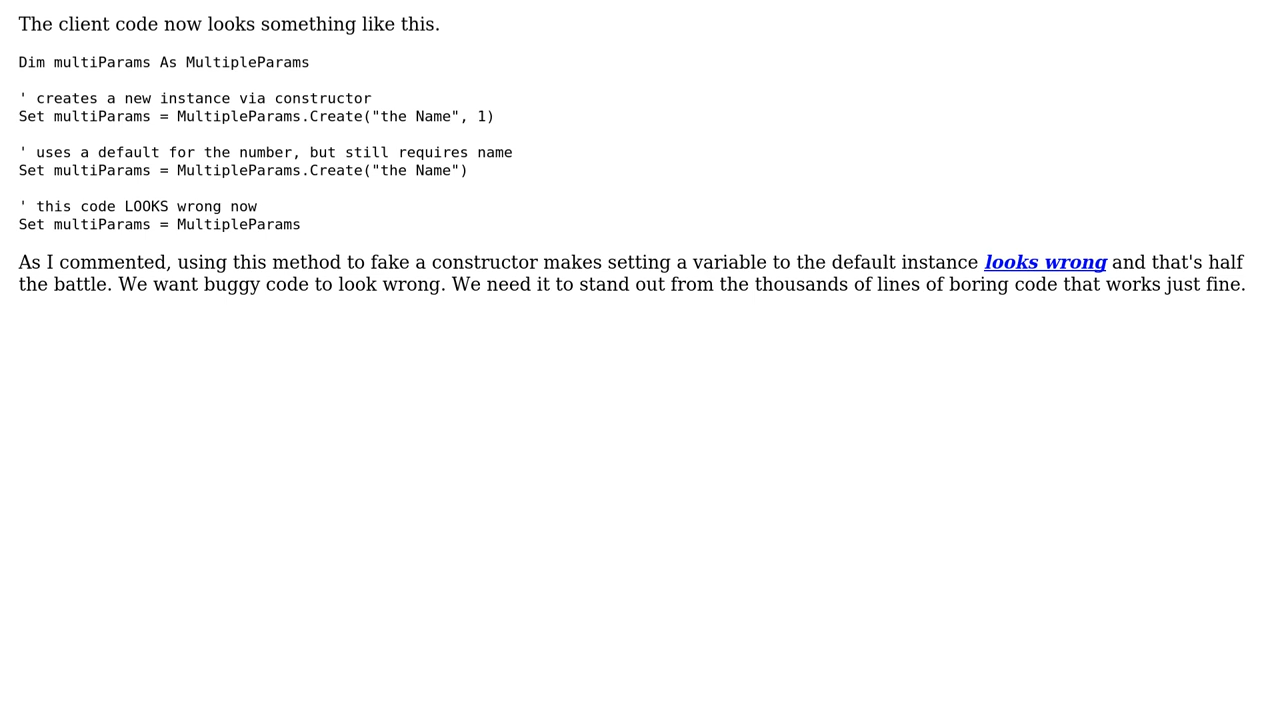 The client code now looks something like this.
Dim multiParams As MultipleParams
' creates a new instance via constructor
Set multiParams = MultipleParams.Create("the Name", 1)
' uses a default for the number, but still requires name
Set multiParams = MultipleParams.Create("the Name")
' this code LOOKS wrong now
Set multiParams = MultipleParams
As I commented, using this method to fake a constructor makes setting a variable to the default instance looks wrong and that's half
the battle. We want buggy code to look wrong. We need it to stand out from the thousands of lines of boring code that works just fine.